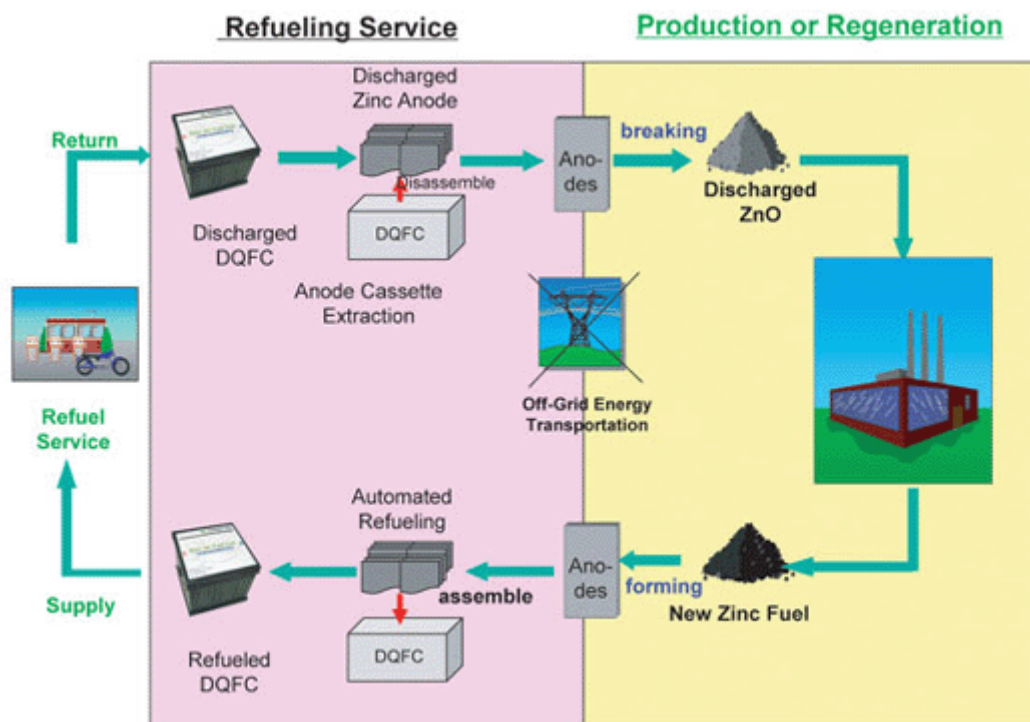 Refueling Service
Production or Regeneration
Return
Discharged
Zinc Anode
Disassemble
DQFC
Discharged
DQFC
Anode Cassette
Extraction
Ano-
des
breaking
Discharged
ZnO
Off-Grid Energy
Transportation
Refuel
Service
Supply
Refueled
DQFC
Automated
Refueling
assemble
DQFC
Ano-
des
forming
New Zinc Fuel